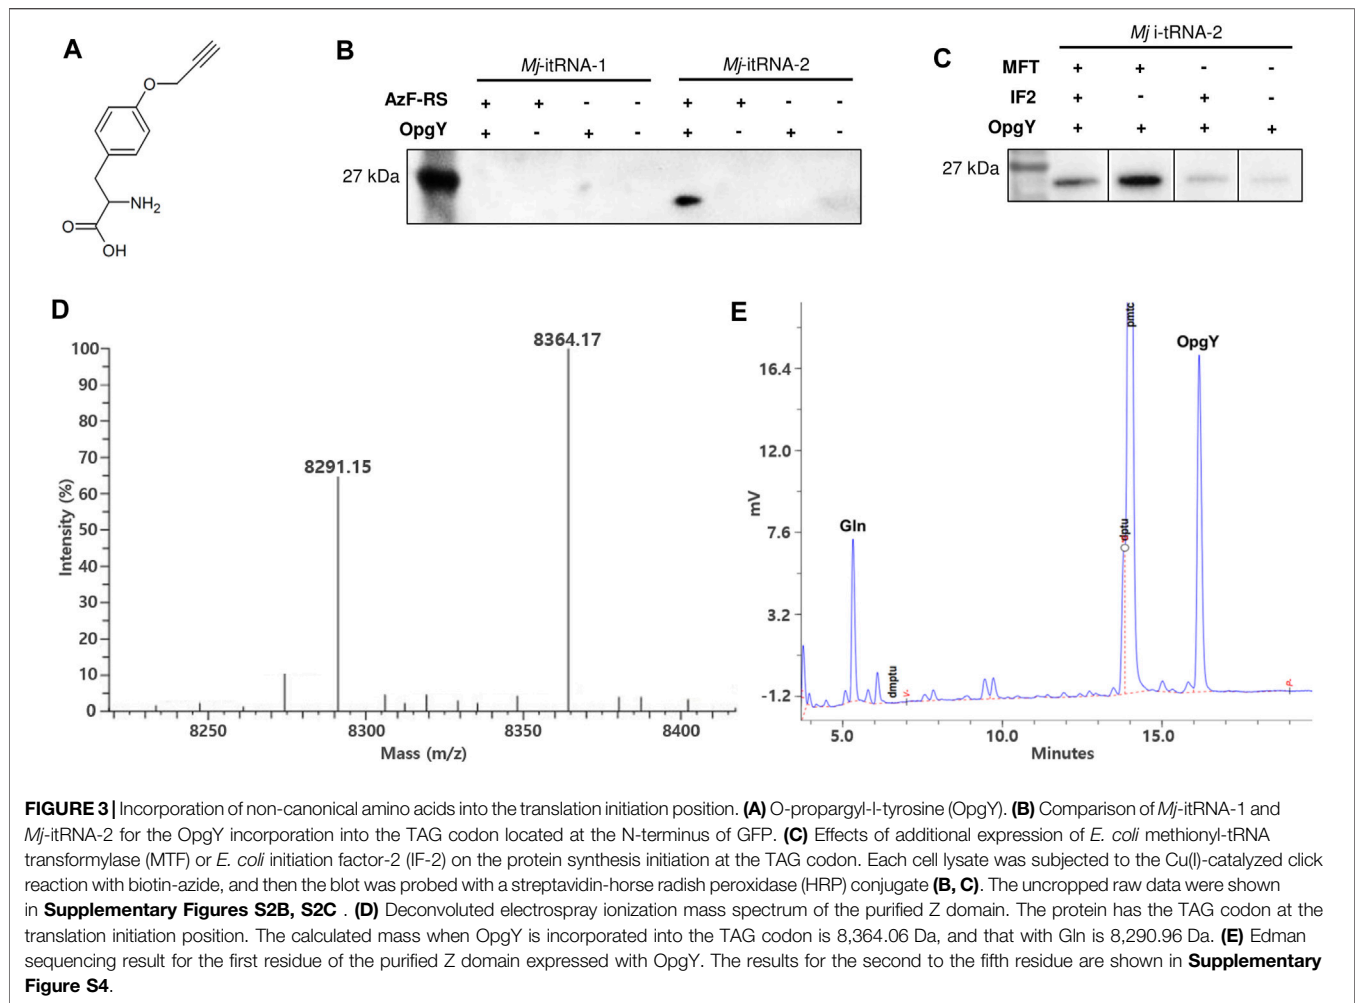 A
O
NH2
O
OH
B
Mj-itRNA-1 Mj-itRNA-2
AzF-RS + + - - + + - -
OpgY + - + - + - + -
27 kDa
C
Mj i-tRNA-2
MFT + + - -
IF2 + - + -
OpgY + + + +
27 kDa
D
8364.17
8291.15
100
90
80
70
60
50
40
30
20
10
0
Intensity (%)
8250 8300 8350 8400
Mass (m/z)
E
pmtc
OpgY
Gln
dptu
dmptu
16.4
12.0
7.6
3.2
-1.2
mV
5.0 10.0 15.0
Minutes
FIGURE 3 | Incorporation of non-canonical amino acids into the translation initiation position. (A) O-propargyl-l-tyrosine (OpgY). (B) Comparison of Mj-itRNA-1 and
Mj-itRNA-2 for the OpgY incorporation into the TAG codon located at the N-terminus of GFP. (C) Effects of additional expression of E. coli methionyl-tRNA
transformylase (MTF) or E. coli initiation factor-2 (IF-2) on the protein synthesis initiation at the TAG codon. Each cell lysate was subjected to the Cu(I)-catalyzed click
reaction with biotin-azide, and then the blot was probed with a streptavidin-horse radish peroxidase (HRP) conjugate (B, C). The uncropped raw data were shown
in Supplementary Figures S2B, S2C . (D) Deconvoluted electrospray ionization mass spectrum of the purified Z domain. The protein has the TAG codon at the
translation initiation position. The calculated mass when OpgY is incorporated into the TAG codon is 8,364.06 Da, and that with Gln is 8,290.96 Da. (E) Edman
sequencing result for the first residue of the purified Z domain expressed with OpgY. The results for the second to the fifth residue are shown in Supplementary
Figure S4.